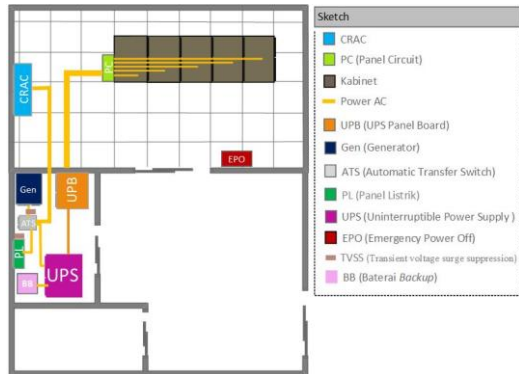 CRAC
PC
EPO
Gen
UPB
ATS
PL
BB
UPS
Sketch
CRAC
PC (Panel Circuit)
Kabinet
Power AC
UPB (UPS Panel Board)
Gen (Generator)
ATS (Automatic Transfer Switch)
PL (Panel Listrik)
UPS (Uninterruptible Power Supply)
EPO (Emergency Power Off)
TVSS (Transient voltage surge suppression)
BB (Baterai Backup)